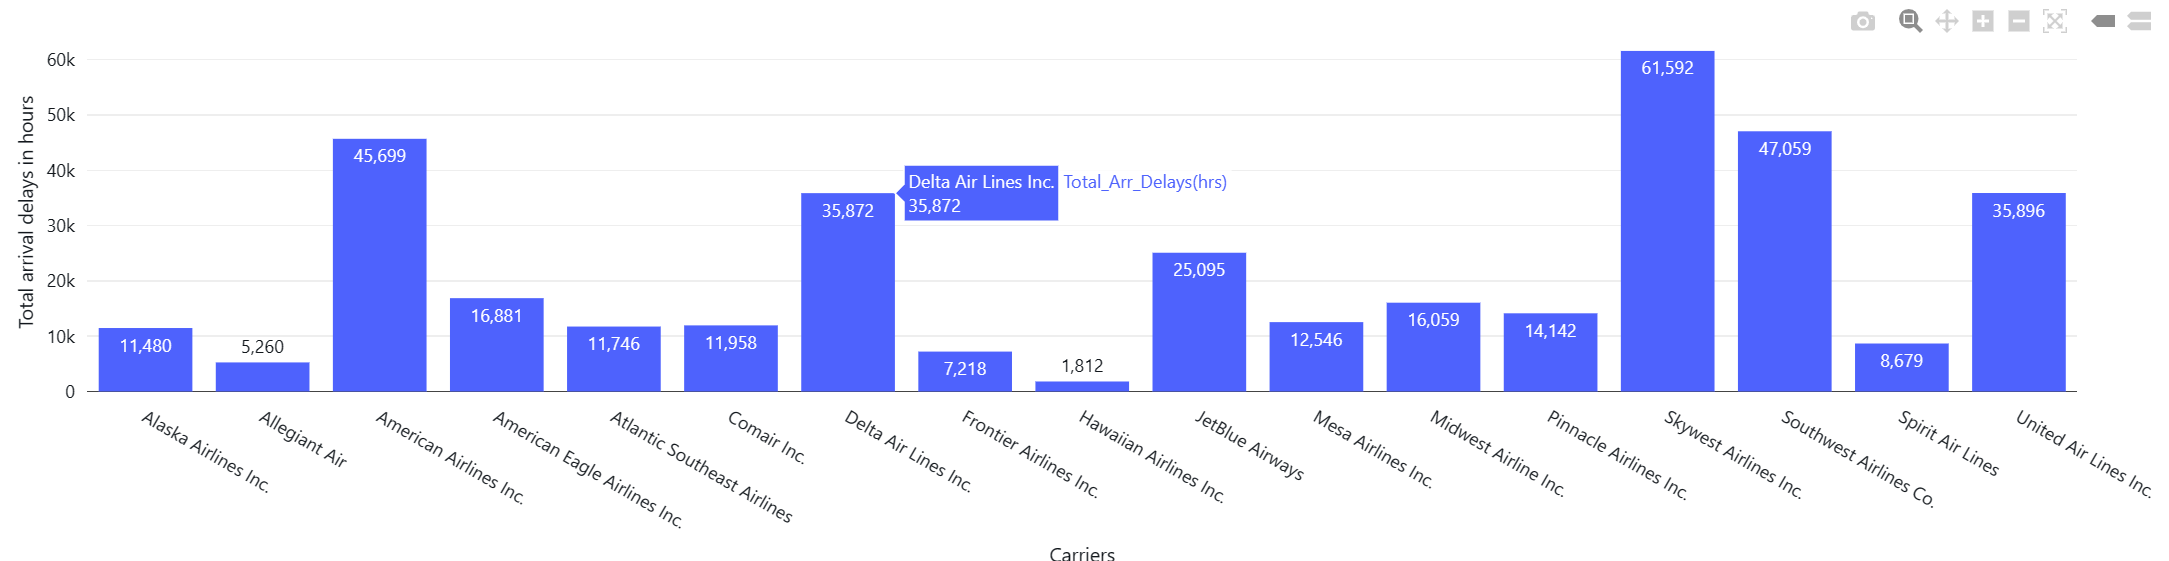 Total arrival delays in hours
60k
50k
40k
30k
20k
10k
0
11,480
5,260
45,699
16,881
11,746
11,958
35,872
Delta Air Lines Inc.
35,872
Total_Arr_Delays(hrs)
7,218
1,812
25,095
12,546
16,059
14,142
61,592
47,059
8,679
35,896
Alaska Airlines Inc.
Allegiant Air
American Airlines Inc.
American Eagle Airlines Inc.
Atlantic Southeast Airlines
Comair Inc.
Delta Air Lines Inc.
Frontier Airlines Inc.
Hawaiian Airlines Inc.
JetBlue Airways
Mesa Airlines Inc.
Midwest Airline Inc.
Pinnacle Airlines Inc.
Skywest Airlines Inc.
Southwest Airlines Co.
Spirit Air Lines
United Air Lines Inc.
Carriers